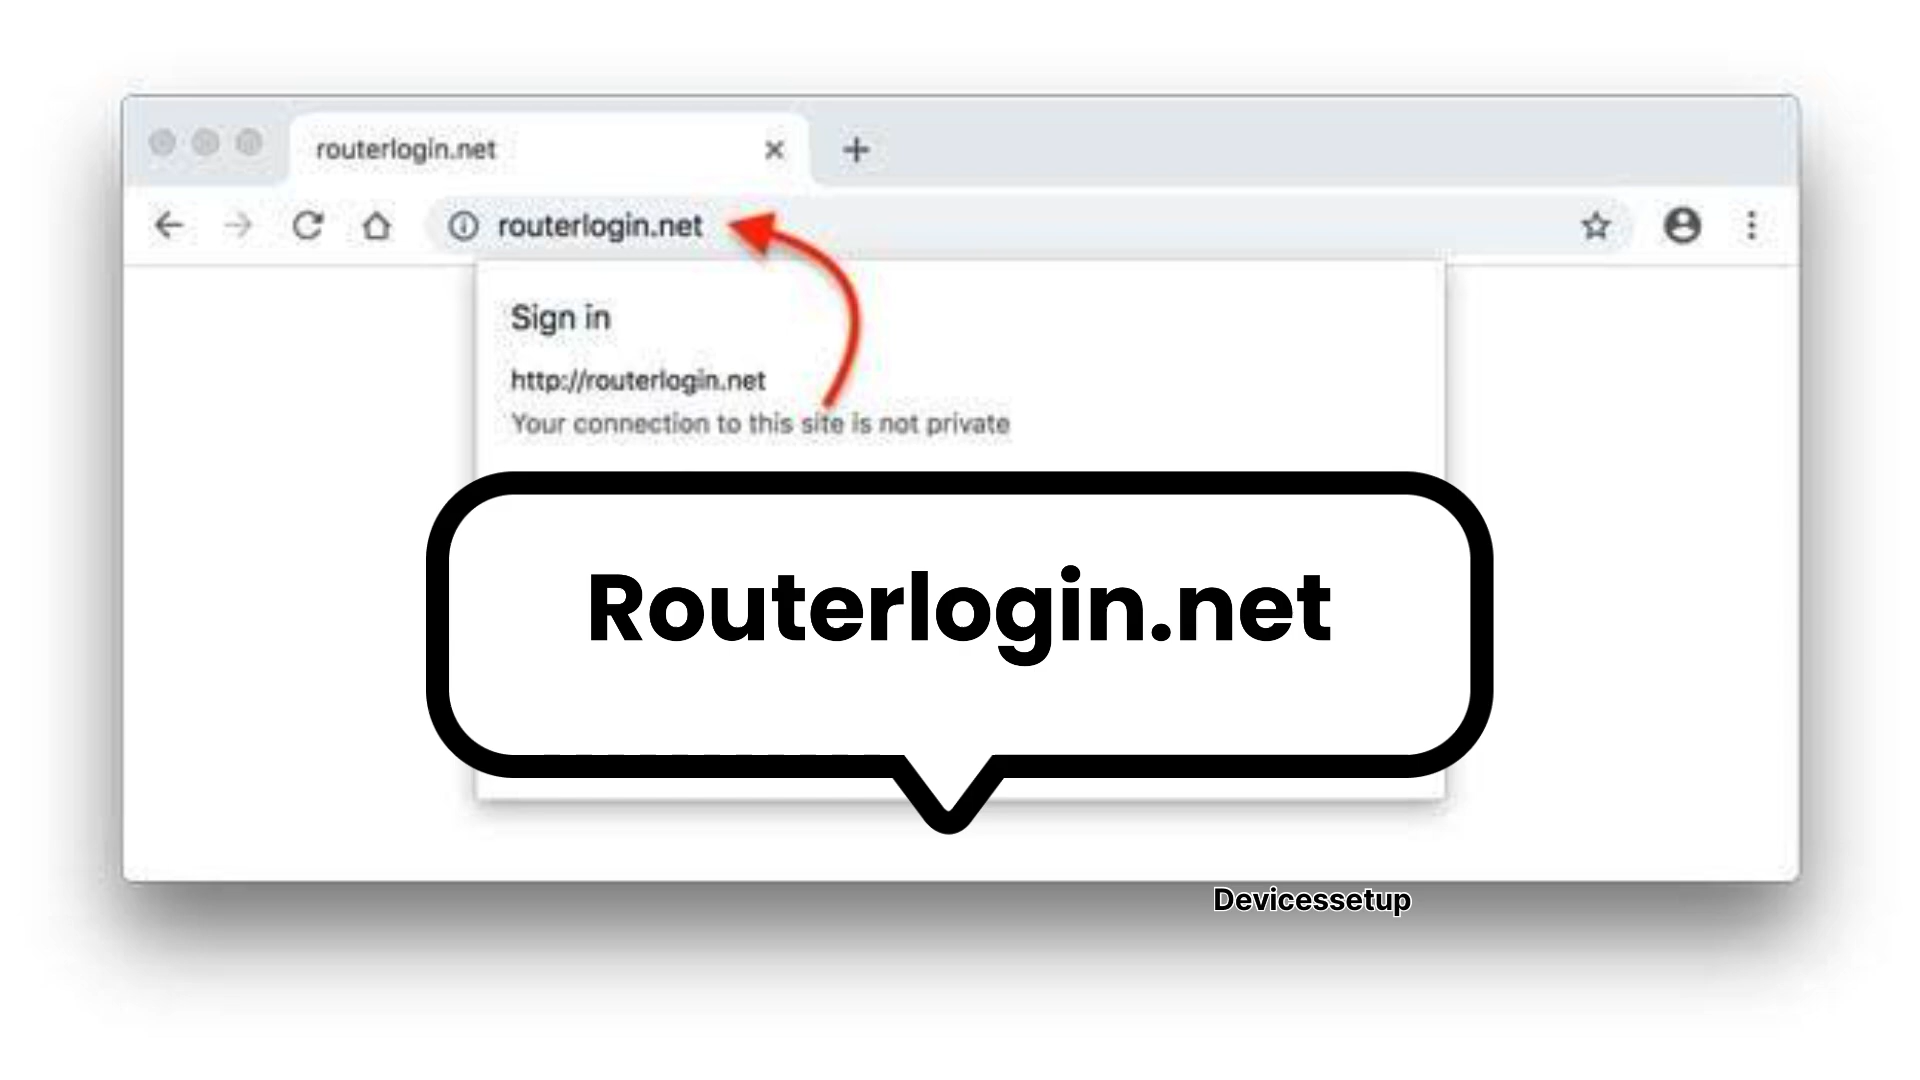 routerlogin.net
routerlogin.net
Sign in
http://routerlogin.net
Your connection to this site is not private
Routerlogin.net
Devicessetup